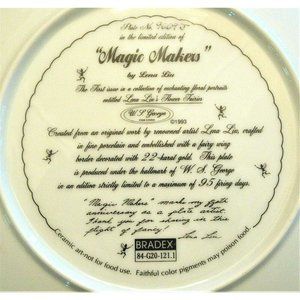 Plate No.
in the limited edition of
"Magic Makers"
by Lena Liu
The First issue in a collection of enchanting floral portraits
entitled Lena Liu's Flower Fairies
W. S. George
©1993
Created from an original work by renowned artist Lena Liu, crafted
in fine porcelain and embellished with a fairy wing
border decorated with 22-karat gold. This plate
is produced under the hallmark of W. S. George
in an edition strictly limited to a maximum of 95 firing days.
"Magic Makers" mark my
anniversary as a plate artist.
Thank you for sharing in this
flight of fancy!
Lena Liu
BRADEX
84-G20-121.1
Ceramic art-not for food use. Faithful color pigments may poison food.